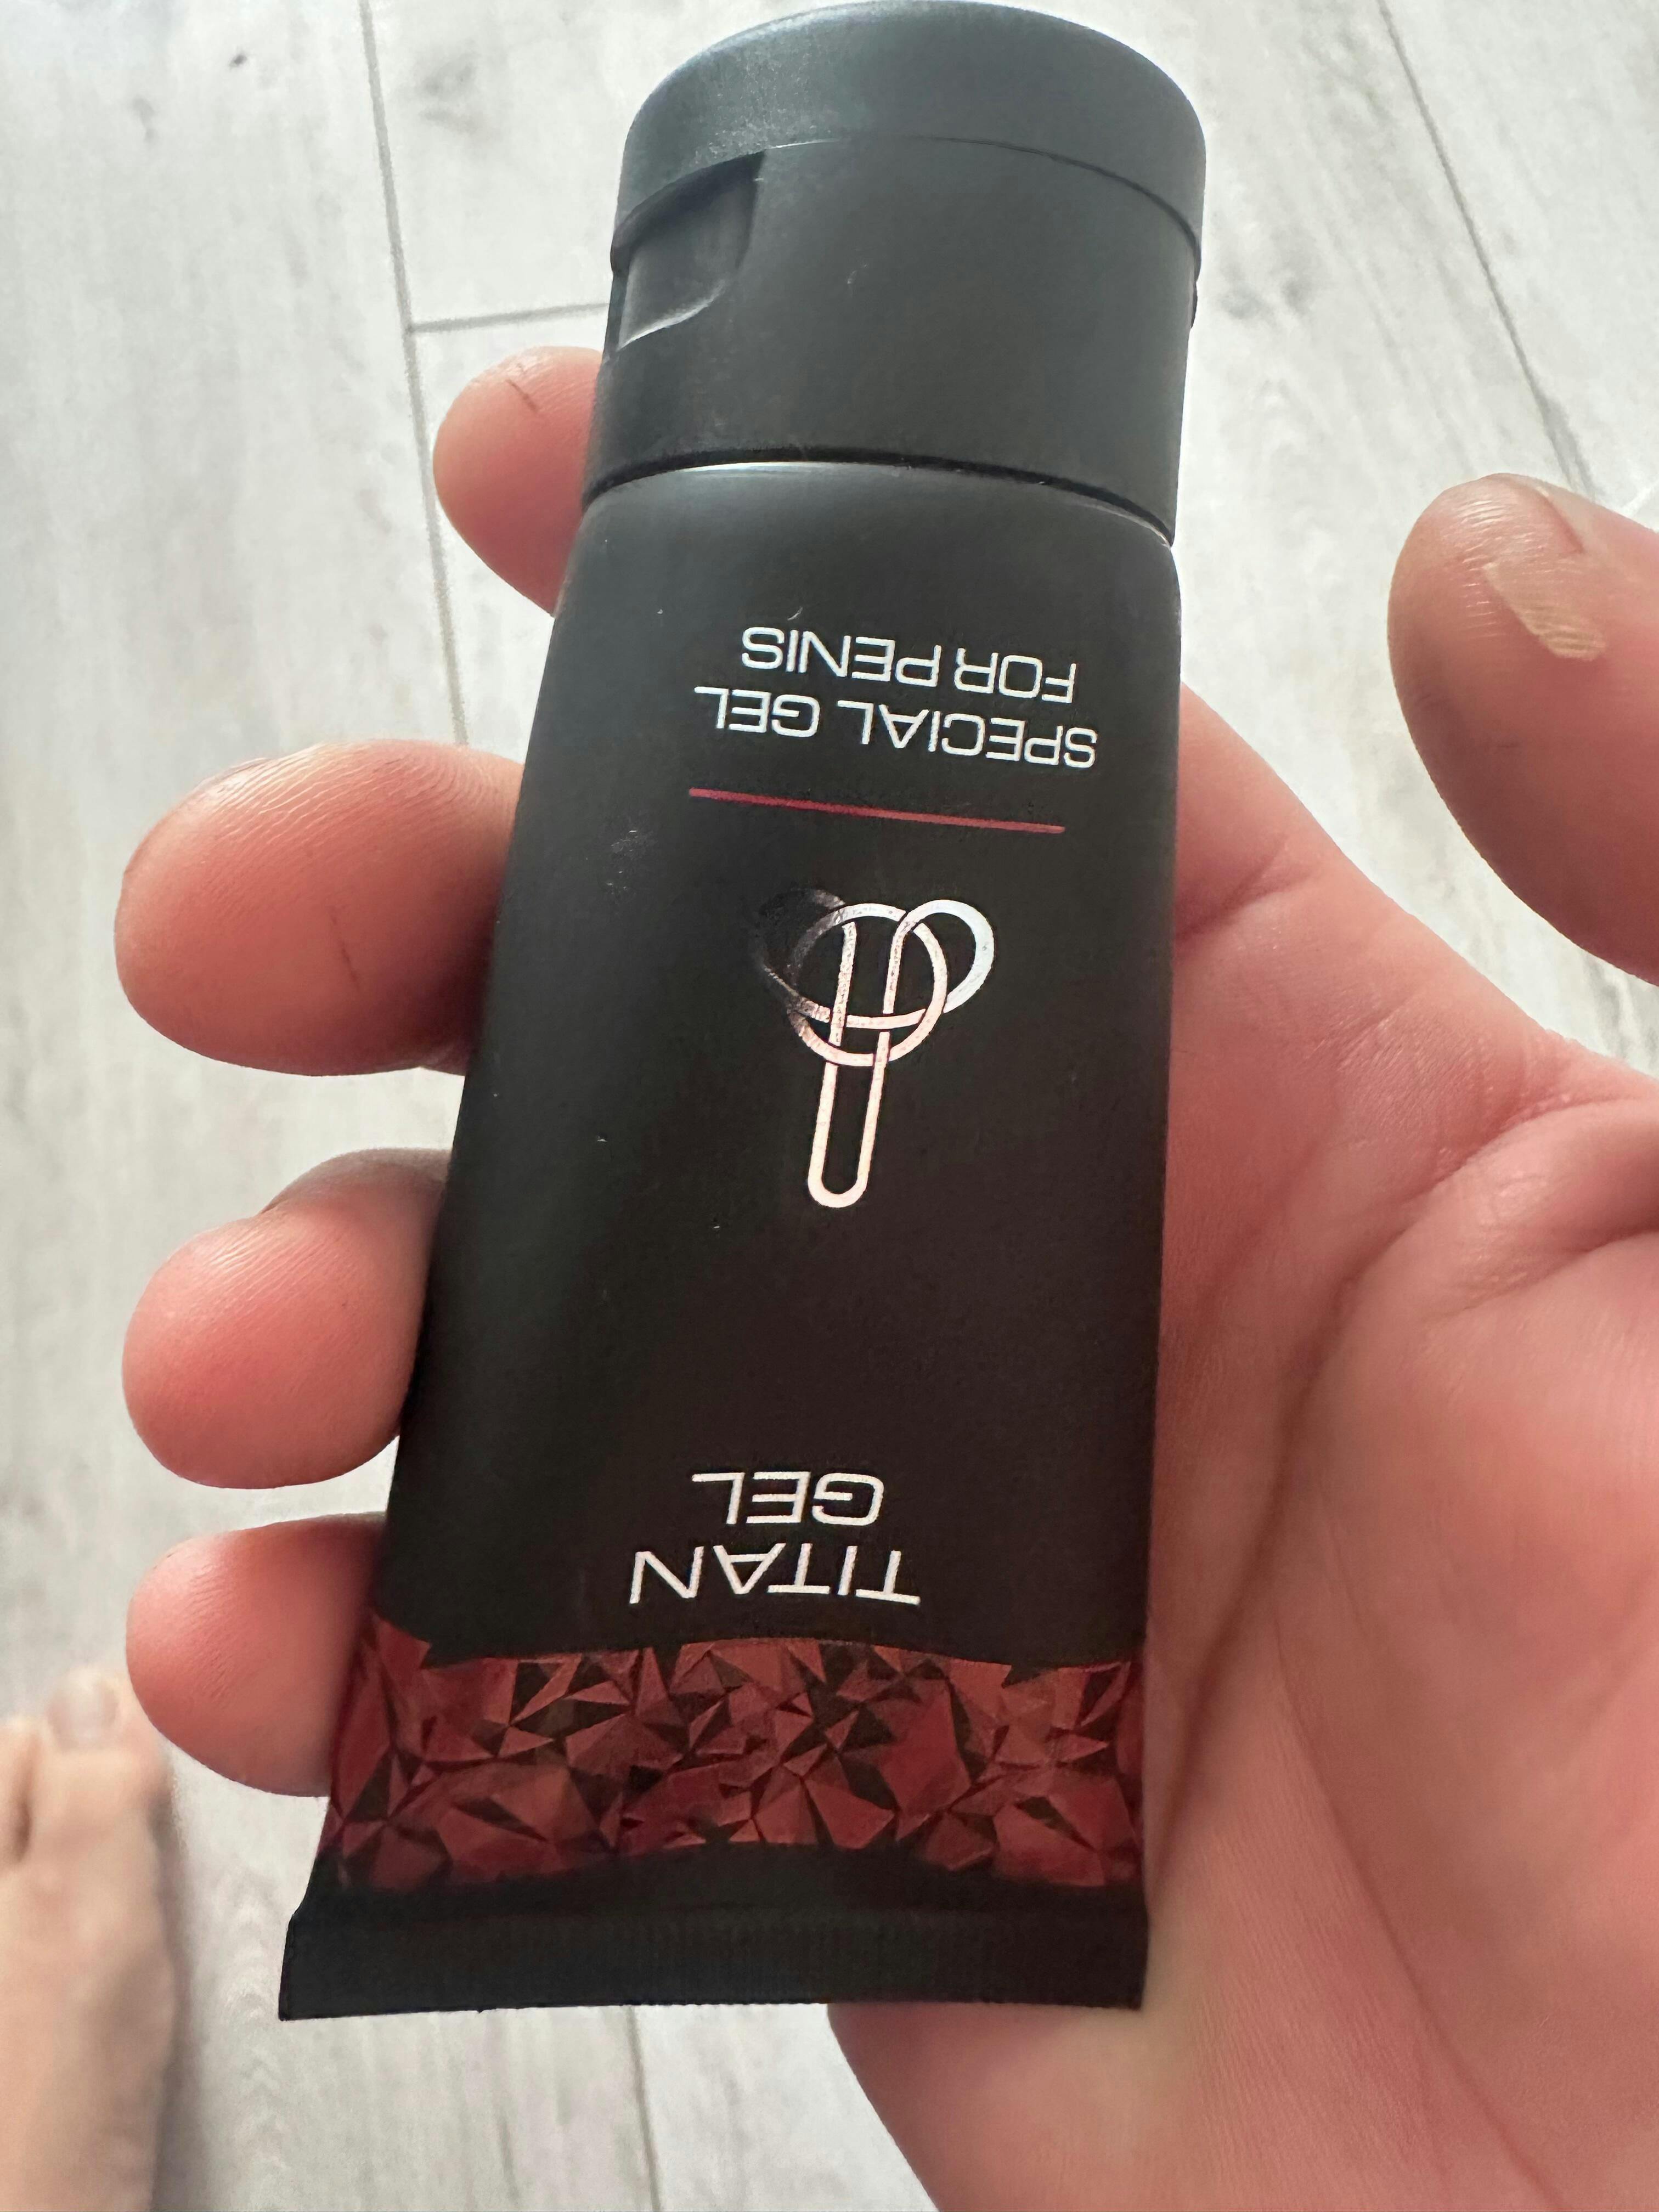 TITAN
GEL
SPECIAL GEL
FOR PENIS